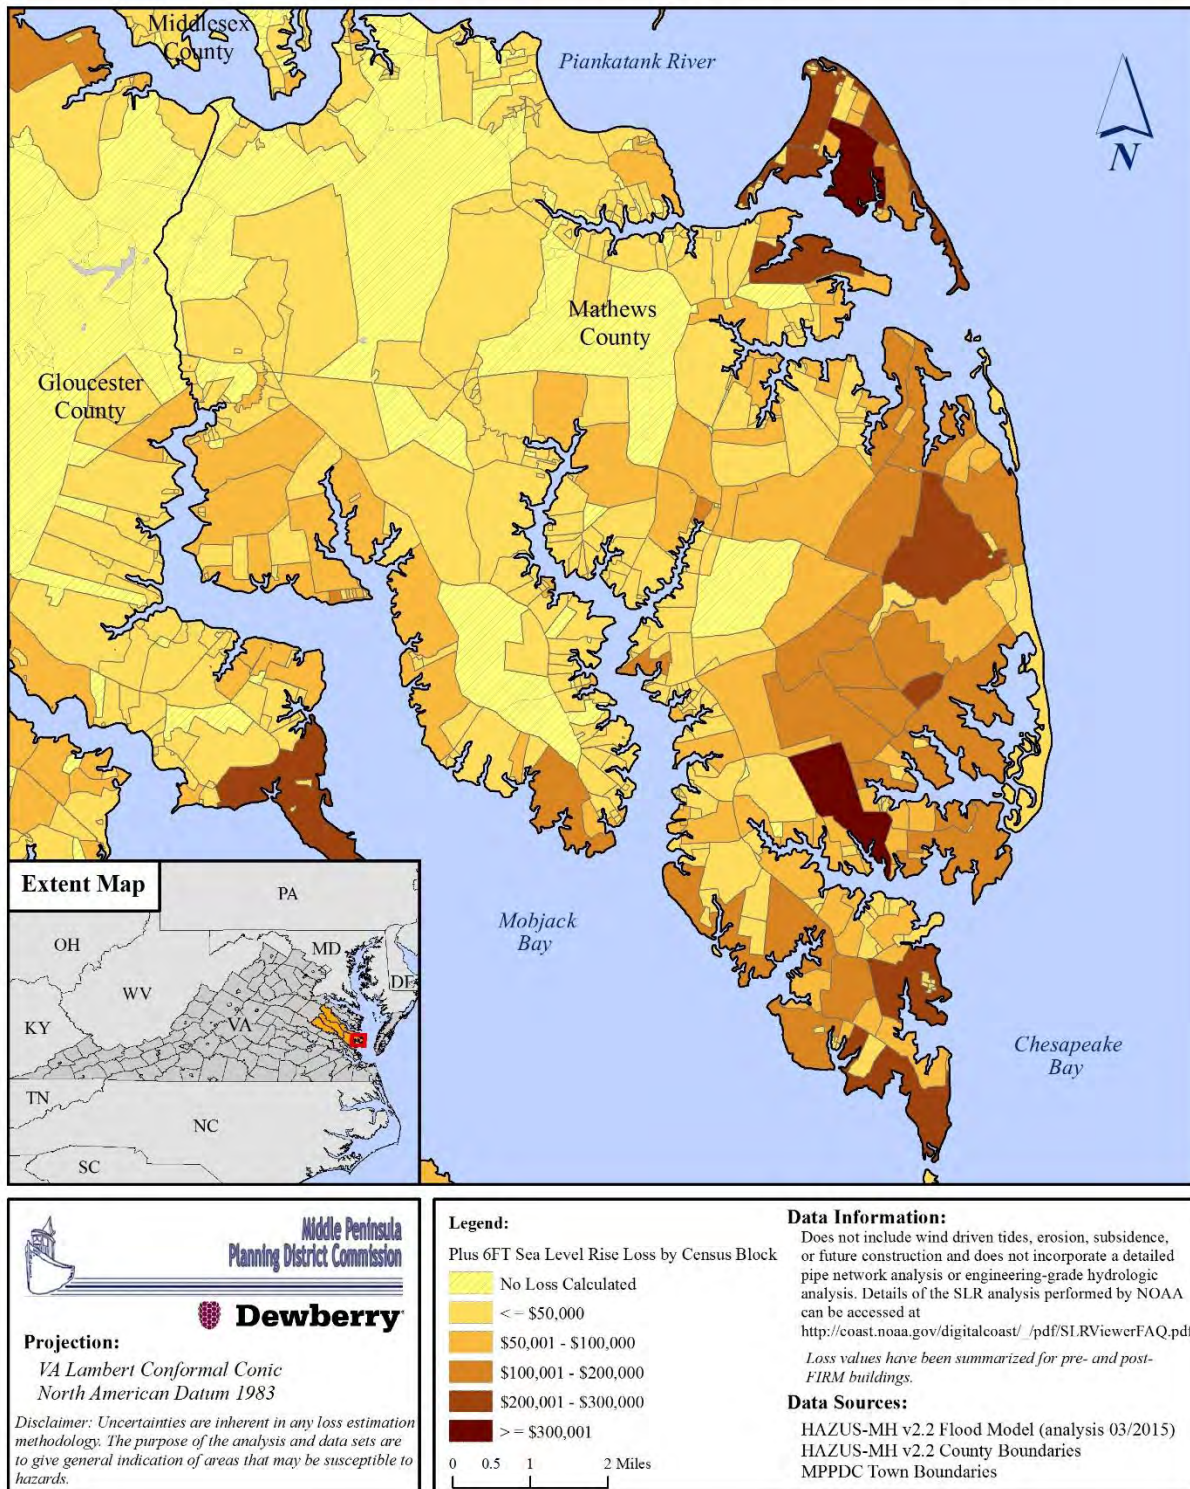 Middlesex
County
Piankatank River
N
Mathews
County
Gloucester
County
Mobjack
Bay
Chesapeake
Bay
Extent Map
PA
OH
MD
DE
WV
KY
VA
TN
NC
SC
Middle Peninsula
Planning District Commission
Dewberry
Projection:
VA Lambert Conformal Conic
North American Datum 1983
Disclaimer: Uncertainties are inherent in any loss estimation
methodology. The purpose of the analysis and data sets are
to give general indication of areas that may be susceptible to
hazards.
Legend:
Plus 6FT Sea Level Rise Loss by Census Block
No Loss Calculated
< = $50,000
$50,001 - $100,000
$100,001 - $200,000
$200,001 - $300,000
> = $300,001
0 0.5 1 2 Miles
Data Information:
Does not include wind driven tides, erosion, subsidence,
or future construction and does not incorporate a detailed
pipe network analysis or engineering-grade hydrologic
analysis. Details of the SLR analysis performed by NOAA
can be accessed at
http://coast.noaa.gov/digitalcoast/_/pdf/SLRViewerFAQ.pdf
Loss values have been summarized for pre- and post-
FIRM buildings.
Data Sources:
HAZUS-MH v2.2 Flood Model (analysis 03/2015)
HAZUS-MH v2.2 County Boundaries
MPPDC Town Boundaries